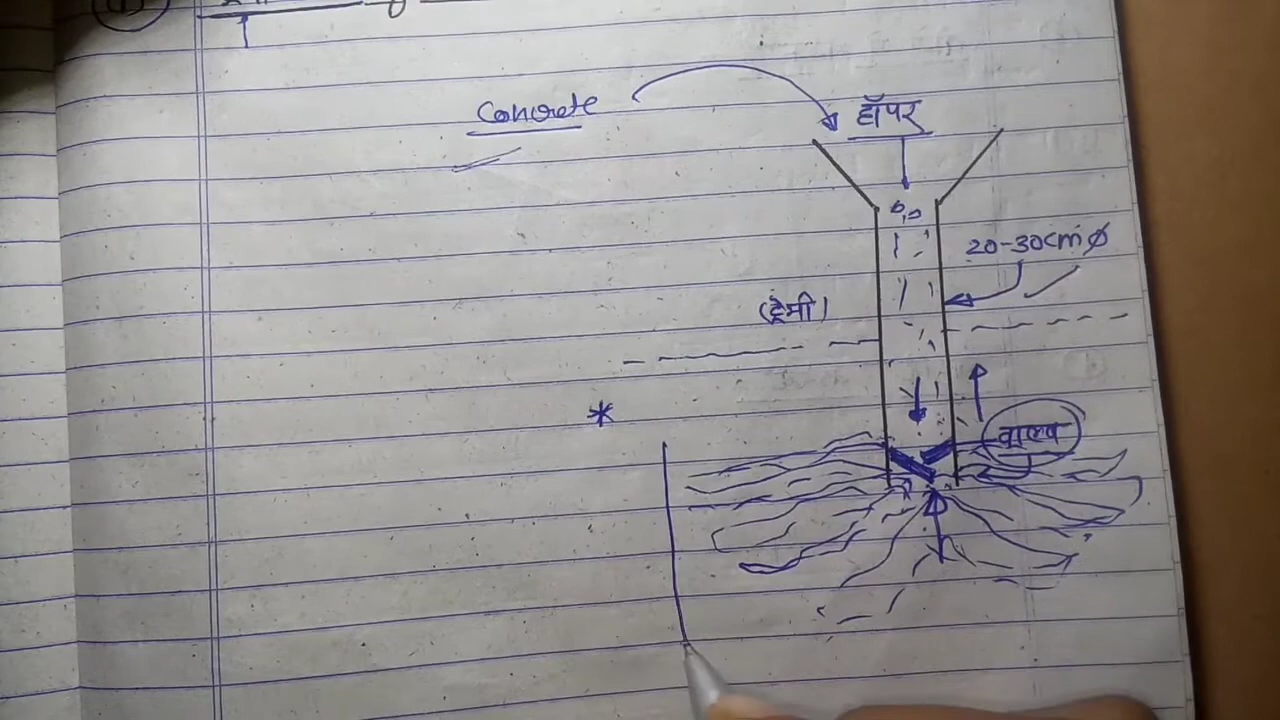 Concrete
हॉपर
20-30cm φ
(ट्रेमी)
*
वाल्व